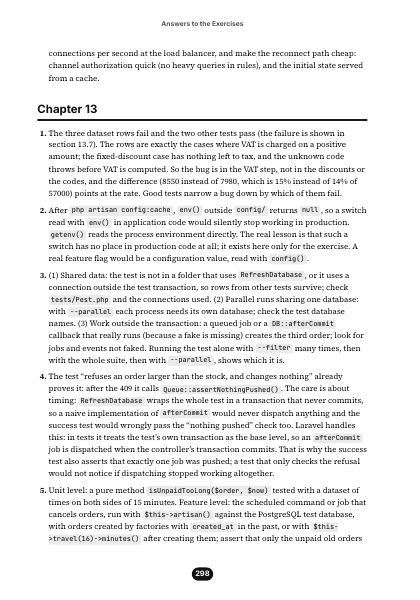 Answers to the Exercises
connections per second at the load balancer, and make the reconnect path cheap:
channel authorization quick (no heavy queries in rules), and the initial state served
from a cache.
Chapter 13
1. The three dataset rows fail and the two other tests pass (the failure is shown in
section 13.7). The rows are exactly the cases where VAT is charged on a positive
amount; the fixed-discount case has nothing left to tax, and the unknown code
throws before VAT is computed. So the bug is in the VAT step, not in the discounts or
the codes, and the difference (8550 instead of 7980, which is 15% instead of 14% of
57000) points at the rate. Good tests narrow a bug down by which of them fail.
2. After php artisan config:cache, env() outside config/ returns null, so a switch
read with env() in application code would silently stop working in production.
getenv() reads the process environment directly. The real lesson is that such a
switch has no place in production code at all; it exists here only for the exercise. A
real feature flag would be a configuration value, read with config().
3. (1) Shared data: the test is not in a folder that uses RefreshDatabase, or it uses a
connection outside the test transaction, so rows from other tests survive; check
tests/Pest.php and the connections used. (2) Parallel runs sharing one database:
with --parallel each process needs its own database; check the test database
names. (3) Work outside the transaction: a queued job or a DB::afterCommit
callback that really runs (because a fake is missing) creates the third order; look for
jobs and events not faked. Running the test alone with --filter many times, then
with the whole suite, then with --parallel, shows which it is.
4. The test “refuses an order larger than the stock, and changes nothing” already
proves it: after the 409 it calls Queue::assertNothingPushed(). The care is about
timing: RefreshDatabase wraps the whole test in a transaction that never commits,
so a naive implementation of afterCommit would never dispatch anything and the
success test would wrongly pass the “nothing pushed” check too. Laravel handles
this: in tests it treats the test’s own transaction as the base level, so an afterCommit
job is dispatched when the controller’s transaction commits. That is why the success
test also asserts that exactly one job was pushed; a test that only checks the refusal
would not notice if dispatching stopped working altogether.
5. Unit level: a pure method isUnpaidTooLong($order, $now) tested with a dataset of
times on both sides of 15 minutes. Feature level: the scheduled command or job that
cancels orders, run with $this->artisan() against the PostgreSQL test database,
with orders created by factories with created_at in the past, or with $this-
>travel(16)->minutes() after creating them; assert that only the unpaid old orders
298